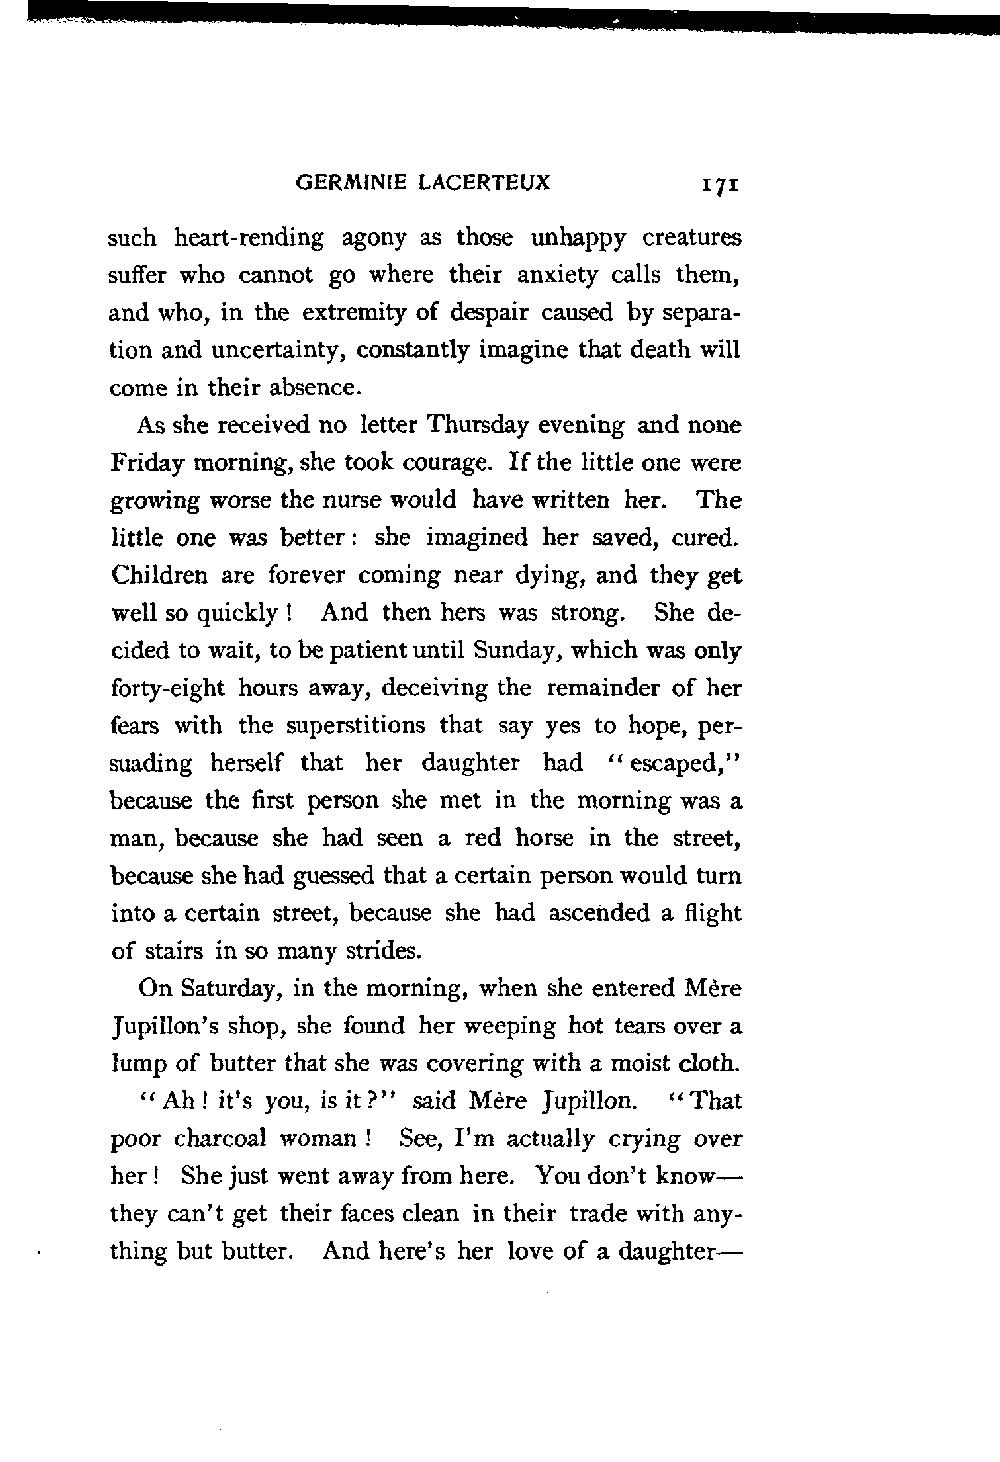 GERMINIE LACERTEUX 171
such heart-rending agony as those unhappy creatures
suffer who cannot go where their anxiety calls them,
and who, in the extremity of despair caused by separa-
tion and uncertainty, constantly imagine that death will
come in their absence.
As she received no letter Thursday evening and none
Friday morning, she took courage. If the little one were
growing worse the nurse would have written her. The
little one was better: she imagined her saved, cured.
Children are forever coming near dying, and they get
well so quickly! And then hers was strong. She de-
cided to wait, to be patient until Sunday, which was only
forty-eight hours away, deceiving the remainder of her
fears with the superstitions that say yes to hope, per-
suading herself that her daughter had "escaped,"
because the first person she met in the morning was a
man, because she had seen a red horse in the street,
because she had guessed that a certain person would turn
into a certain street, because she had ascended a flight
of stairs in so many strides.
On Saturday, in the morning, when she entered Mère
Jupillon's shop, she found her weeping hot tears over a
lump of butter that she was covering with a moist cloth.
"Ah! it's you, is it?" said Mère Jupillon. "That
poor charcoal woman! See, I'm actually crying over
her! She just went away from here. You don't know—
they can't get their faces clean in their trade with any-
thing but butter. And here's her love of a daughter—